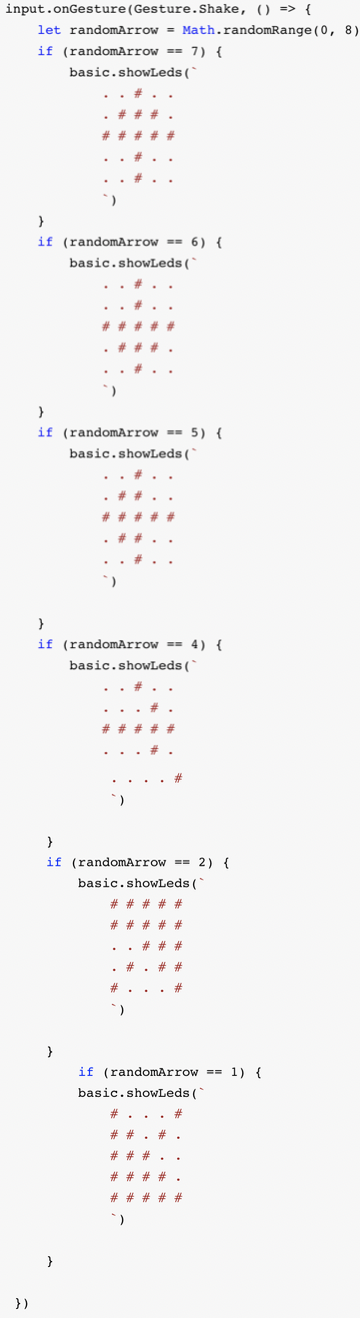 input.onGesture(Gesture.Shake, () => {
    let randomArrow = Math.randomRange(0, 8)
    if (randomArrow == 7) {
        basic.showLeds(`
            . . # . .
            . # # # .
            # # # # #
            . . # . .
            . . # . .
            `)
    }
    if (randomArrow == 6) {
        basic.showLeds(`
            . . # . .
            . . # . .
            # # # # #
            . # # # .
            . . # . .
            `)
    }
    if (randomArrow == 5) {
        basic.showLeds(`
            . . # . .
            . # # . .
            # # # # #
            . # # . .
            . . # . .
            `)

    }
    if (randomArrow == 4) {
        basic.showLeds(`
            . . # . .
            . . . # .
            # # # # #
            . . . # .
            . . . . #
            `)

    }
    if (randomArrow == 2) {
        basic.showLeds(`
            # # # # #
            # # # # #
            . . # # #
            . # . # #
            # . . . #
            `)

    }
        if (randomArrow == 1) {
        basic.showLeds(`
            # . . . #
            # # . # .
            # # # . .
            # # # # .
            # # # # #
            `)

    }

})